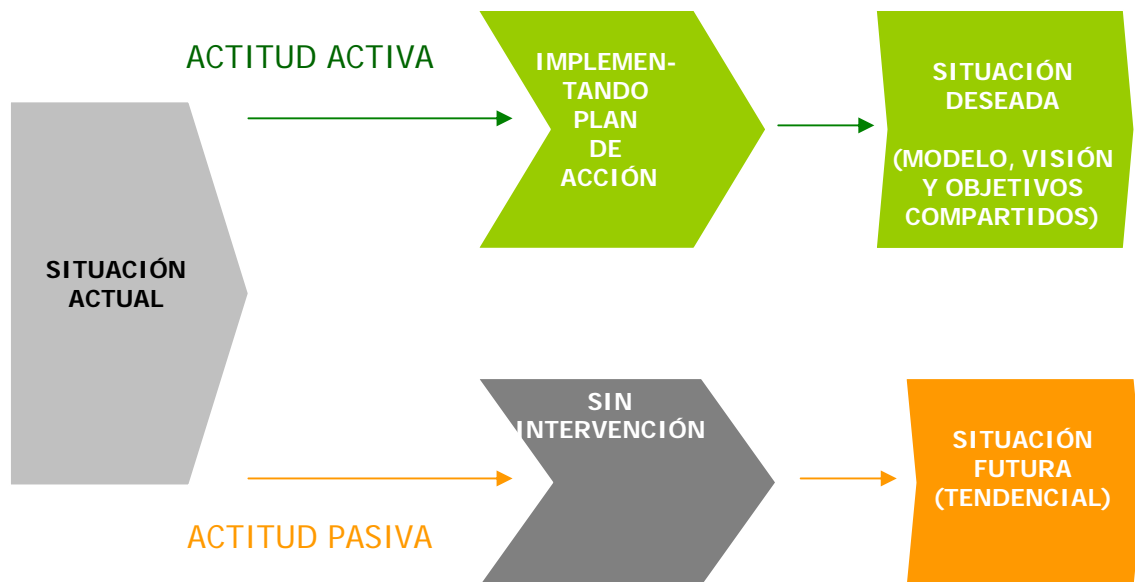 ACTITUD ACTIVA
IMPLEMEN-
TANDO
PLAN
DE
ACCIÓN
SITUACIÓN
DESEADA
(MODELO, VISIÓN
Y OBJETIVOS
COMPARTIDOS)
SITUACIÓN
ACTUAL
SIN
INTERVENCIÓN
SITUACIÓN
FUTURA
(TENDENCIAL)
ACTITUD PASIVA